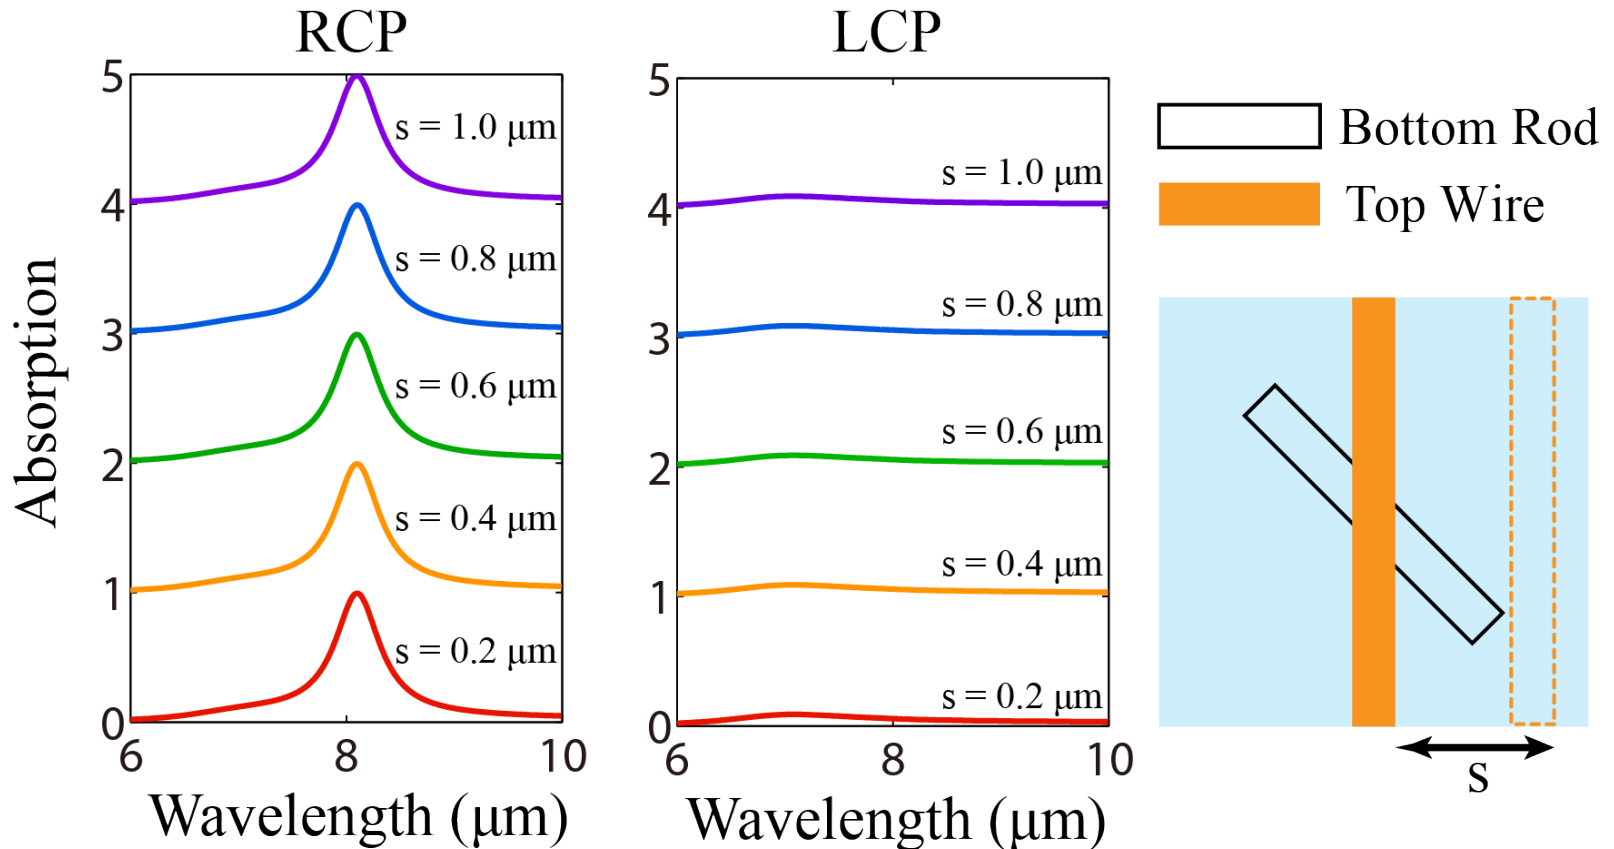 RCP
Absorption
5
4
3
2
1
0
s = 1.0 μm
s = 0.8 μm
s = 0.6 μm
s = 0.4 μm
s = 0.2 μm
6 8 10
Wavelength (μm)
LCP
5
4
3
2
1
0
s = 1.0 μm
s = 0.8 μm
s = 0.6 μm
s = 0.4 μm
s = 0.2 μm
6 8 10
Wavelength (μm)
Bottom Rod
Top Wire
s